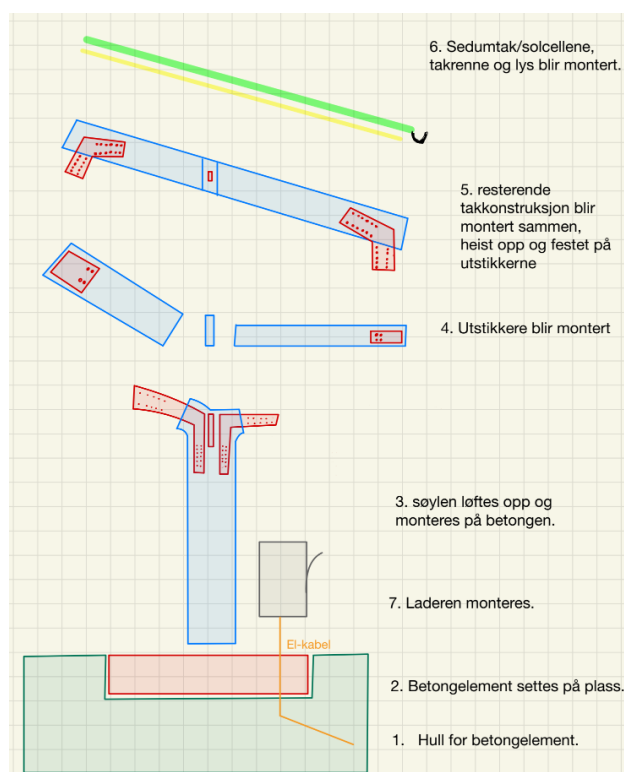 6. Sedumtak/solcellene,
takrenne og lys blir montert.
5. resterende
takkonstruksjon blir
montert sammen,
heist opp og festet på
utstikkerne
4. Utstikkere blir montert
3. søylen løftes opp og
monteres på betongen.
7. Laderen monteres.
El-kabel
2. Betongelement settes på plass.
1. Hull for betongelement.